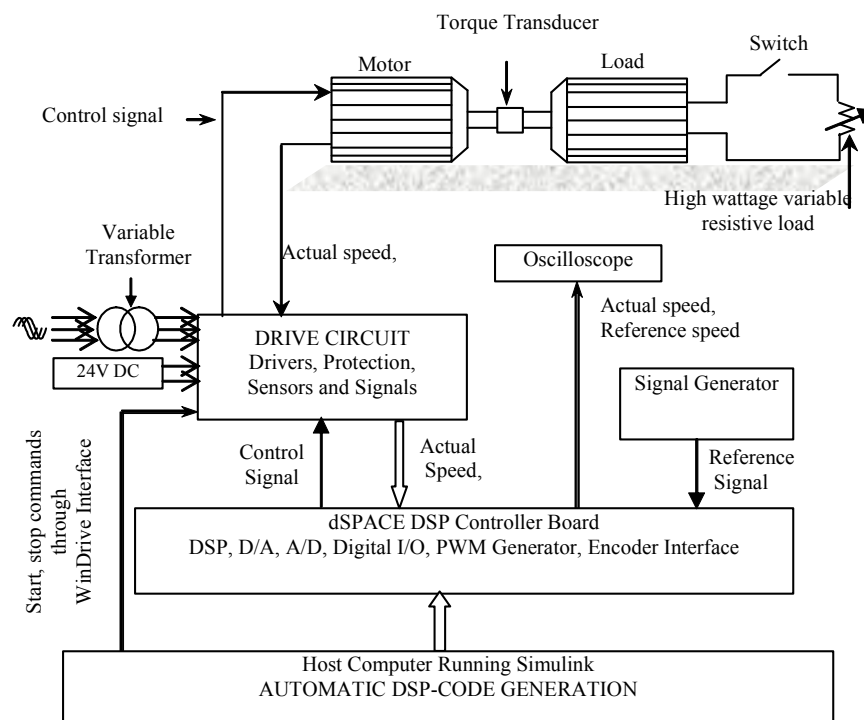 Torque Transducer
Switch
Motor
Load
Control signal
High wattage variable
resistive load
Variable
Transformer
Actual speed,
Oscilloscope
Actual speed,
Reference speed
DRIVE CIRCUIT
Drivers, Protection,
Sensors and Signals
24V DC
Signal Generator
Control
Signal
Actual
Speed,
Reference
Signal
Start, stop commands
through
WinDrive Interface
dSPACE DSP Controller Board
DSP, D/A, A/D, Digital I/O, PWM Generator, Encoder Interface
Host Computer Running Simulink
AUTOMATIC DSP-CODE GENERATION